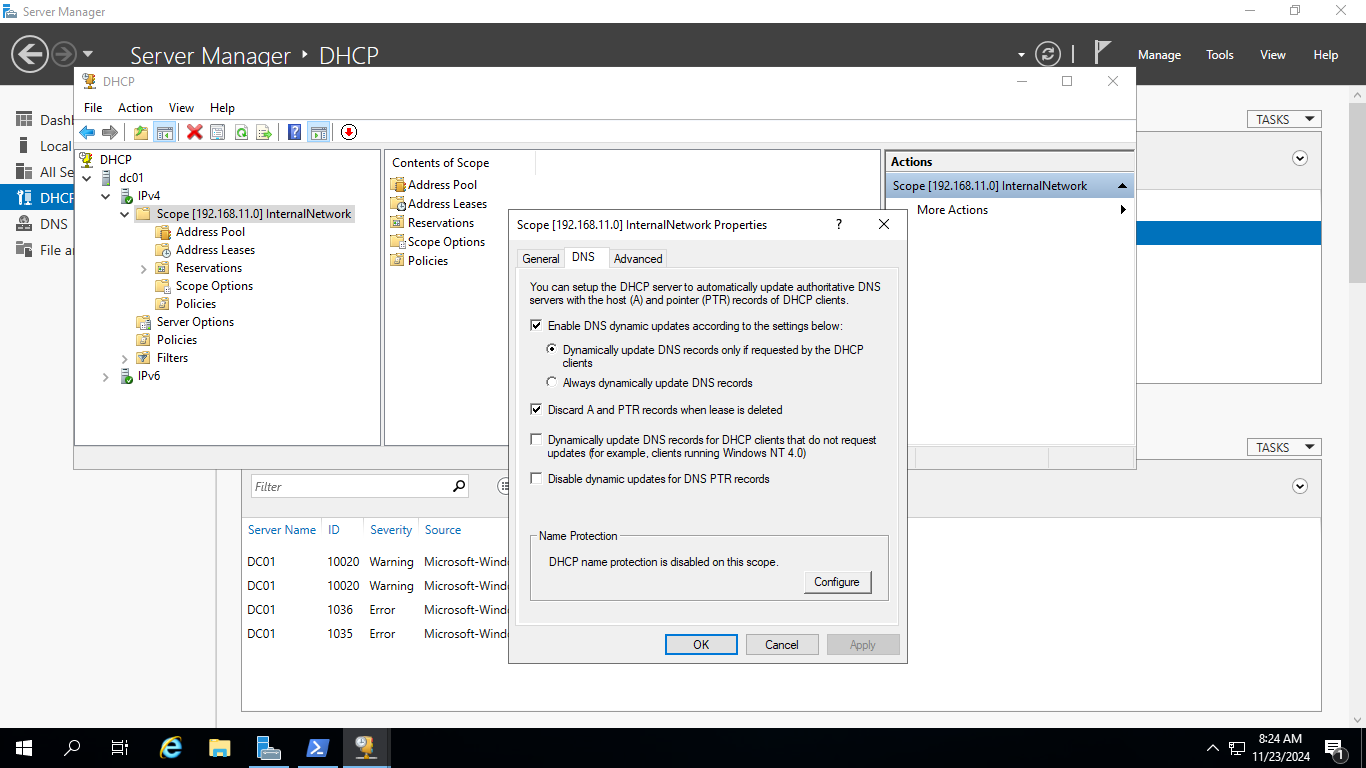 Server Manager
Server Manager ‣ DHCP
Manage Tools View Help
DHCP
File Action View Help
Dashb
Local
All Se
DHCP
DNS
File an
TASKS
DHCP
dc01
IPv4
Scope [192.168.11.0] InternalNetwork
Address Pool
Address Leases
Reservations
Scope Options
Policies
Server Options
Policies
Filters
IPv6
Contents of Scope
Address Pool
Address Leases
Reservations
Scope Options
Policies
Actions
Scope [192.168.11.0] InternalNetwork
More Actions
Scope [192.168.11.0] InternalNetwork Properties
?
General DNS Advanced
You can setup the DHCP server to automatically update authoritative DNS
servers with the host (A) and pointer (PTR) records of DHCP clients.
Enable DNS dynamic updates according to the settings below:
Dynamically update DNS records only if requested by the DHCP
clients
Always dynamically update DNS records
Discard A and PTR records when lease is deleted
Dynamically update DNS records for DHCP clients that do not request
updates (for example, clients running Windows NT 4.0)
Disable dynamic updates for DNS PTR records
Name Protection
DHCP name protection is disabled on this scope.
Configure
OK Cancel Apply
TASKS
Filter
Server Name ID Severity Source
DC01 10020 Warning Microsoft-Wind
DC01 10020 Warning Microsoft-Wind
DC01 1036 Error Microsoft-Wind
DC01 1035 Error Microsoft-Wind
8:24 AM
11/23/2024
1